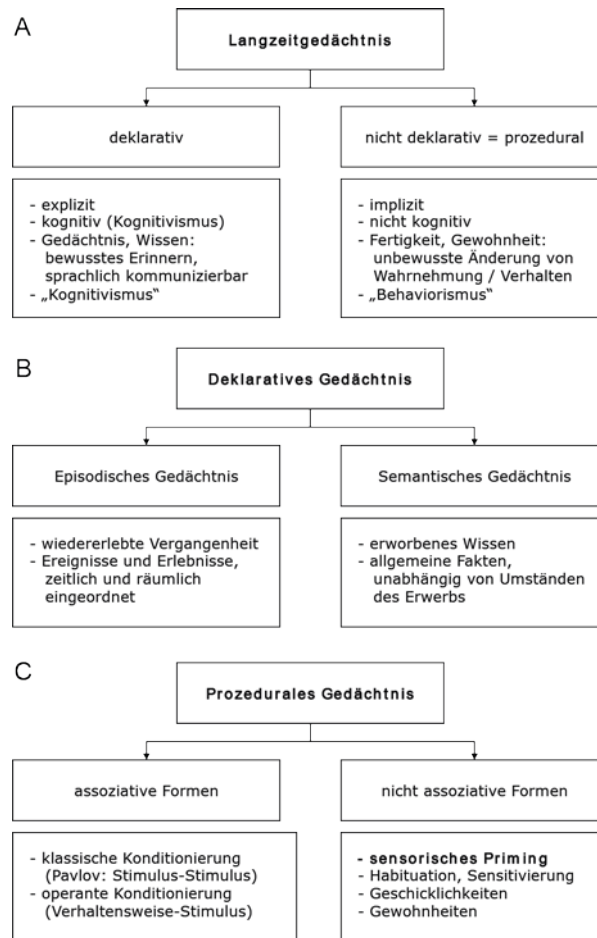 A
Langzeitgedächtnis
deklarativ
nicht deklarativ = prozedural
- explizit
- kognitiv (Kognitivismus)
- Gedächtnis, Wissen:
bewusstes Erinnern,
sprachlich kommunizierbar
- „Kognitivismus“
- implizit
- nicht kognitiv
- Fertigkeit, Gewohnheit:
unbewusste Änderung von
Wahrnehmung / Verhalten
- „Behaviorismus“
B
Deklaratives Gedächtnis
Episodisches Gedächtnis
Semantisches Gedächtnis
- wiedererlebte Vergangenheit
- Ereignisse und Erlebnisse,
zeitlich und räumlich
eingeordnet
- erworbenes Wissen
- allgemeine Fakten,
unabhängig von Umständen
des Erwerbs
C
Prozedurales Gedächtnis
assoziative Formen
nicht assoziative Formen
- klassische Konditionierung
(Pavlov: Stimulus-Stimulus)
- operante Konditionierung
(Verhaltensweise-Stimulus)
- sensorisches Priming
- Habituation, Sensitivierung
- Geschicklichkeiten
- Gewohnheiten